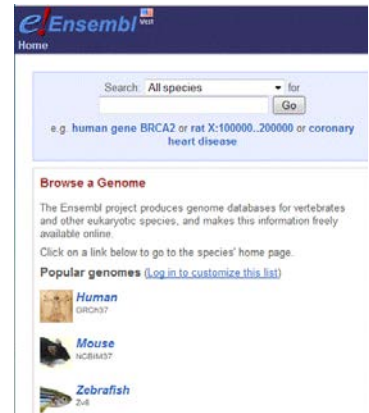 e!Ensembl West
Home
Search: All species for
Go
e.g. human gene BRCA2 or rat X:100000..200000 or coronary
heart disease
Browse a Genome
The Ensembl project produces genome databases for vertebrates
and other eukaryotic species, and makes this information freely
available online.
Click on a link below to go to the species' home page.
Popular genomes (Log in to customize this list)
Human
GRCh37
Mouse
NCBIM37
Zebrafish
Zv8